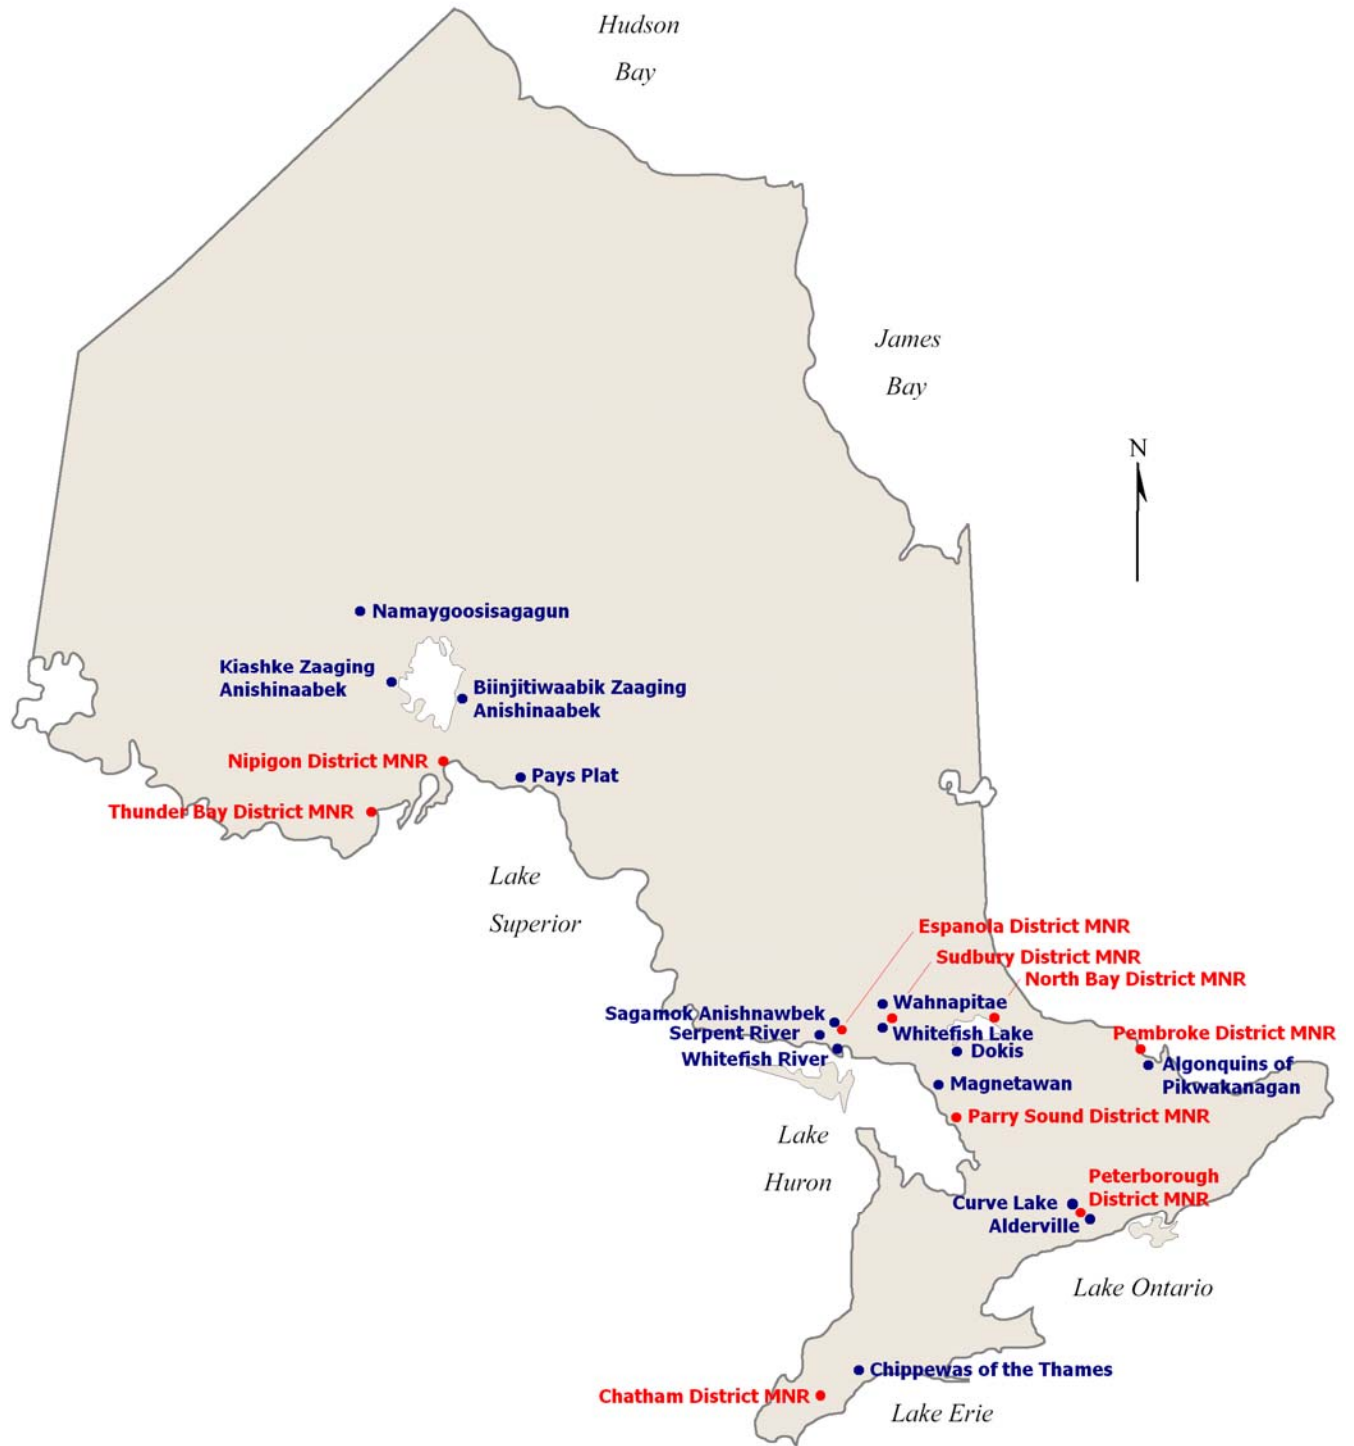 Hudson
Bay
James
Bay
N
Namaygoosisagagun
Kiashke Zaaging
Anishinaabek
Biinjitiwaabik Zaaging
Anishinaabek
Nipigon District MNR
Pays Plat
Thunder Bay District MNR
Lake
Superior
Espanola District MNR
Sudbury District MNR
North Bay District MNR
Wahnapitae
Sagamok Anishnawbek
Serpent River
Whitefish Lake
Pembroke District MNR
Whitefish River
Dokis
Algonquins of
Pikwakanagan
Magnetawan
Parry Sound District MNR
Lake
Huron
Peterborough
District MNR
Curve Lake
Alderville
Lake Ontario
Chippewas of the Thames
Chatham District MNR
Lake Erie